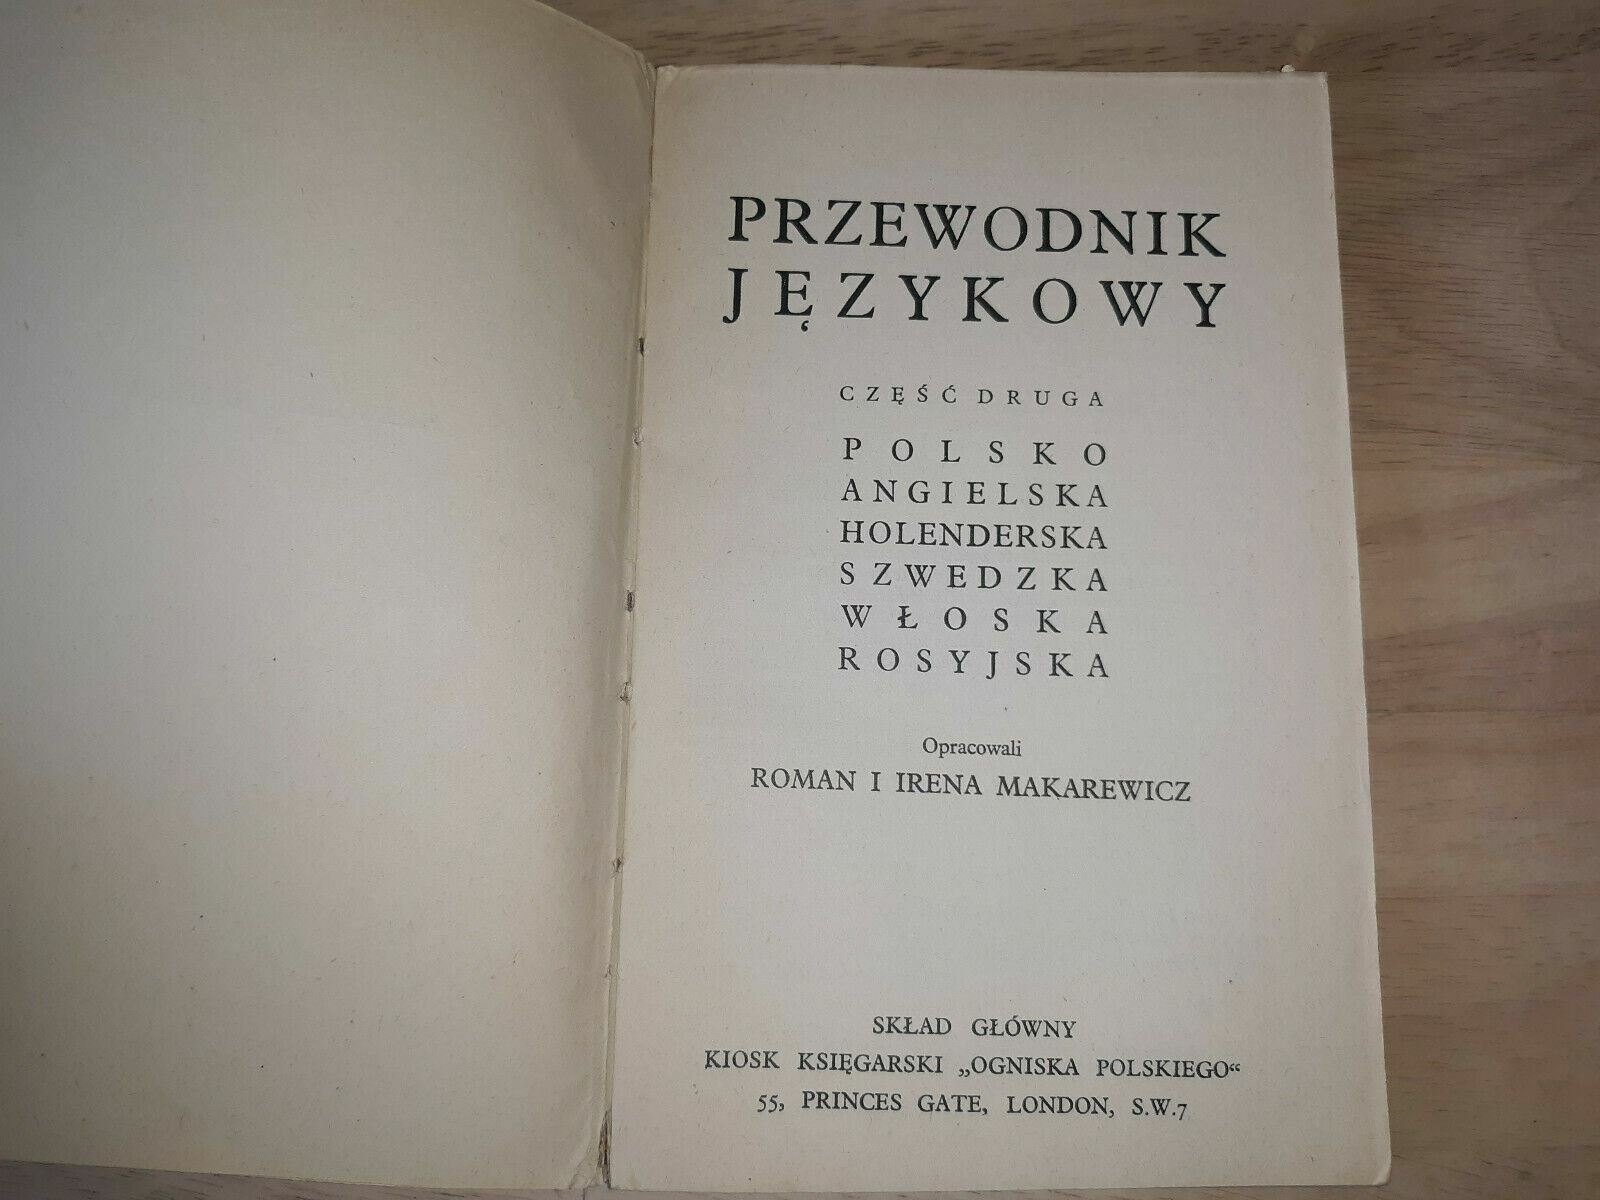 PRZEWODNIK
JĘZYKOWY
CZĘŚĆ DRUGA
POLSKO
ANGIELSKA
HOLENDERSKA
SZWEDZKA
WŁOSKA
ROSYJSKA
Opracowali
ROMAN I IRENA MAKAREWICZ
SKŁAD GŁÓWNY
KIOSK KSIĘGARSKI „OGNISKA POLSKIEGO“
55, PRINCES GATE, LONDON, S.W.7